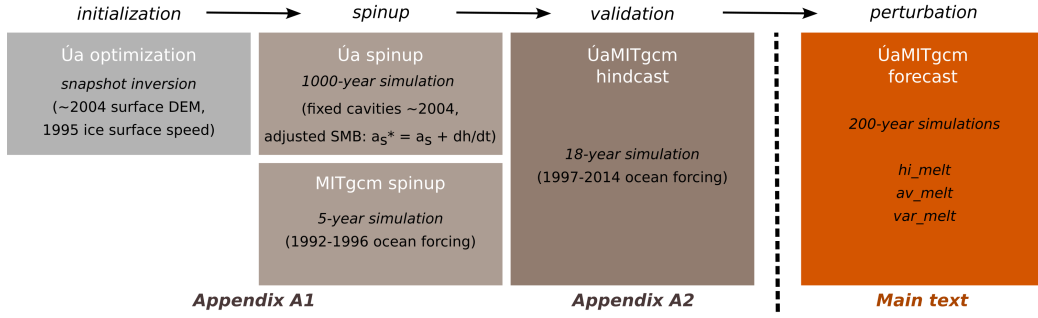 initialization
spinup
validation
perturbation
Úa optimization
snapshot inversion
(~2004 surface DEM,
1995 ice surface speed)
Úa spinup
1000-year simulation
(fixed cavities ~2004,
adjusted SMB: as* = as + dh/dt)
MITgcm spinup
5-year simulation
(1992-1996 ocean forcing)
ÚaMITgcm
hindcast
18-year simulation
(1997-2014 ocean forcing)
ÚaMITgcm
forecast
200-year simulations
hi_melt
av_melt
var_melt
Appendix A1
Appendix A2
Main text